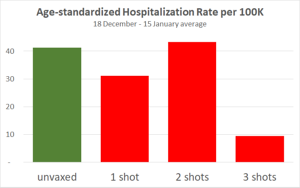 Age-standardized Hospitalization Rate per 100K
18 December - 15 January average
40
30
20
10
-
unvaxed 1 shot 2 shots 3 shots